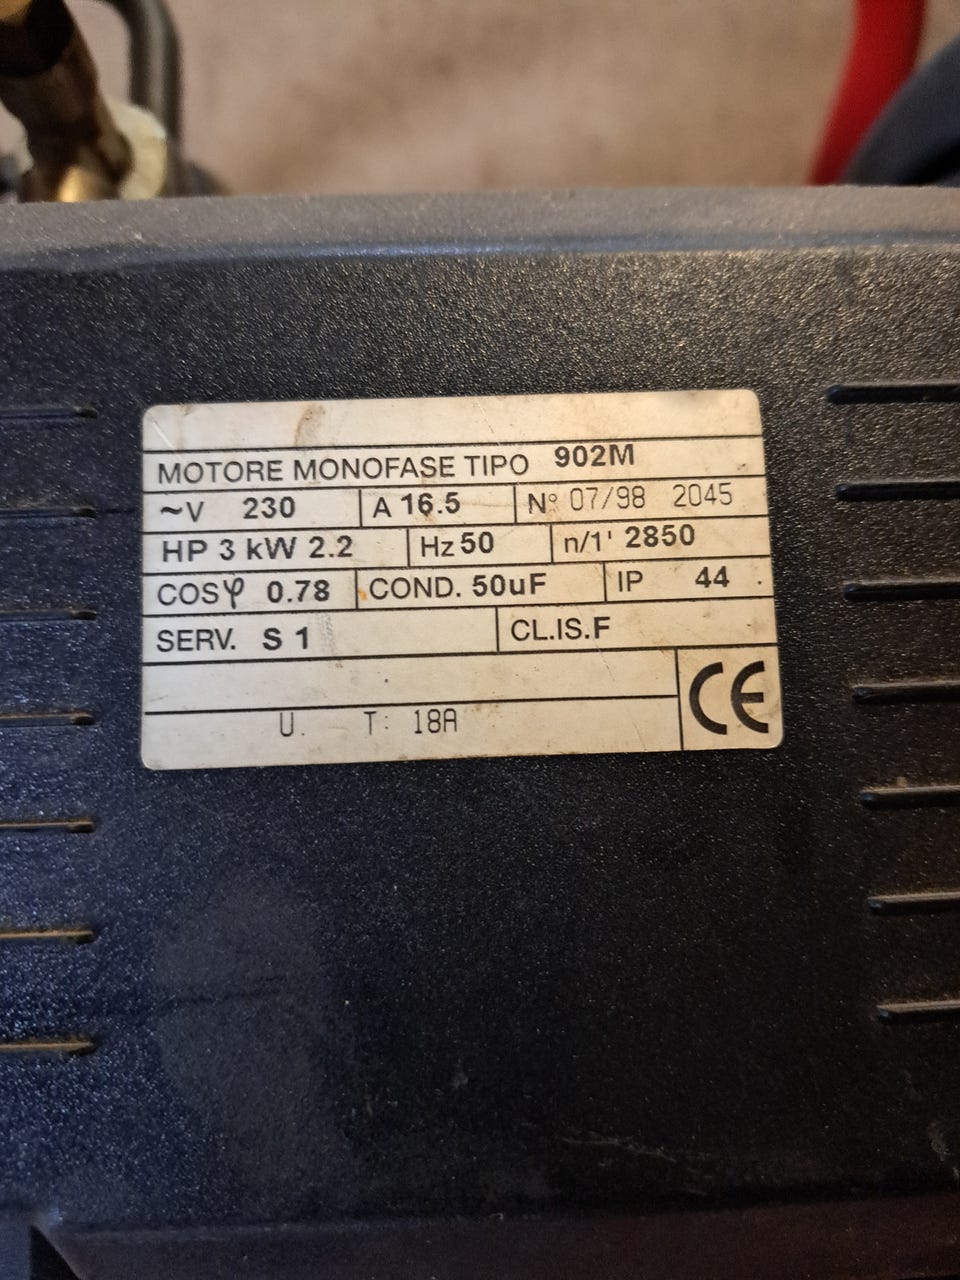 MOTORE MONOFASE TIPO 902M
~V 230 A 16.5 N° 07/98 2045
HP 3 kW 2.2 Hz 50 n/1' 2850
COSφ 0.78 COND. 50uF IP 44
SERV. S 1 CL.IS.F
CE
U. T: 18A